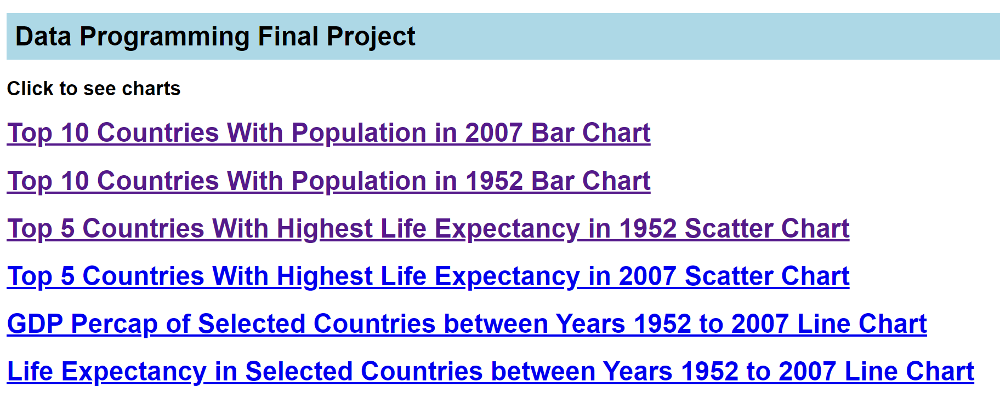 Data Programming Final Project
Click to see charts
Top 10 Countries With Population in 2007 Bar Chart
Top 10 Countries With Population in 1952 Bar Chart
Top 5 Countries With Highest Life Expectancy in 1952 Scatter Chart
Top 5 Countries With Highest Life Expectancy in 2007 Scatter Chart
GDP Percap of Selected Countries between Years 1952 to 2007 Line Chart
Life Expectancy in Selected Countries between Years 1952 to 2007 Line Chart